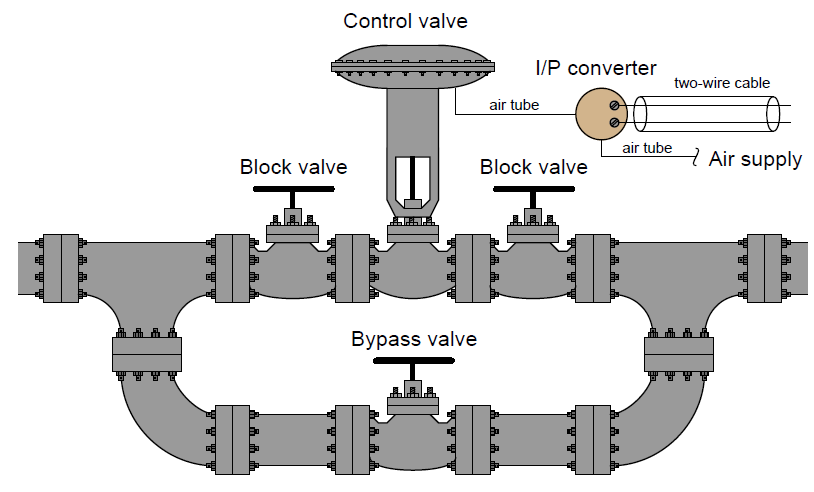 Control valve
I/P converter
two-wire cable
air tube
air tube
Air supply
Block valve
Block valve
Bypass valve